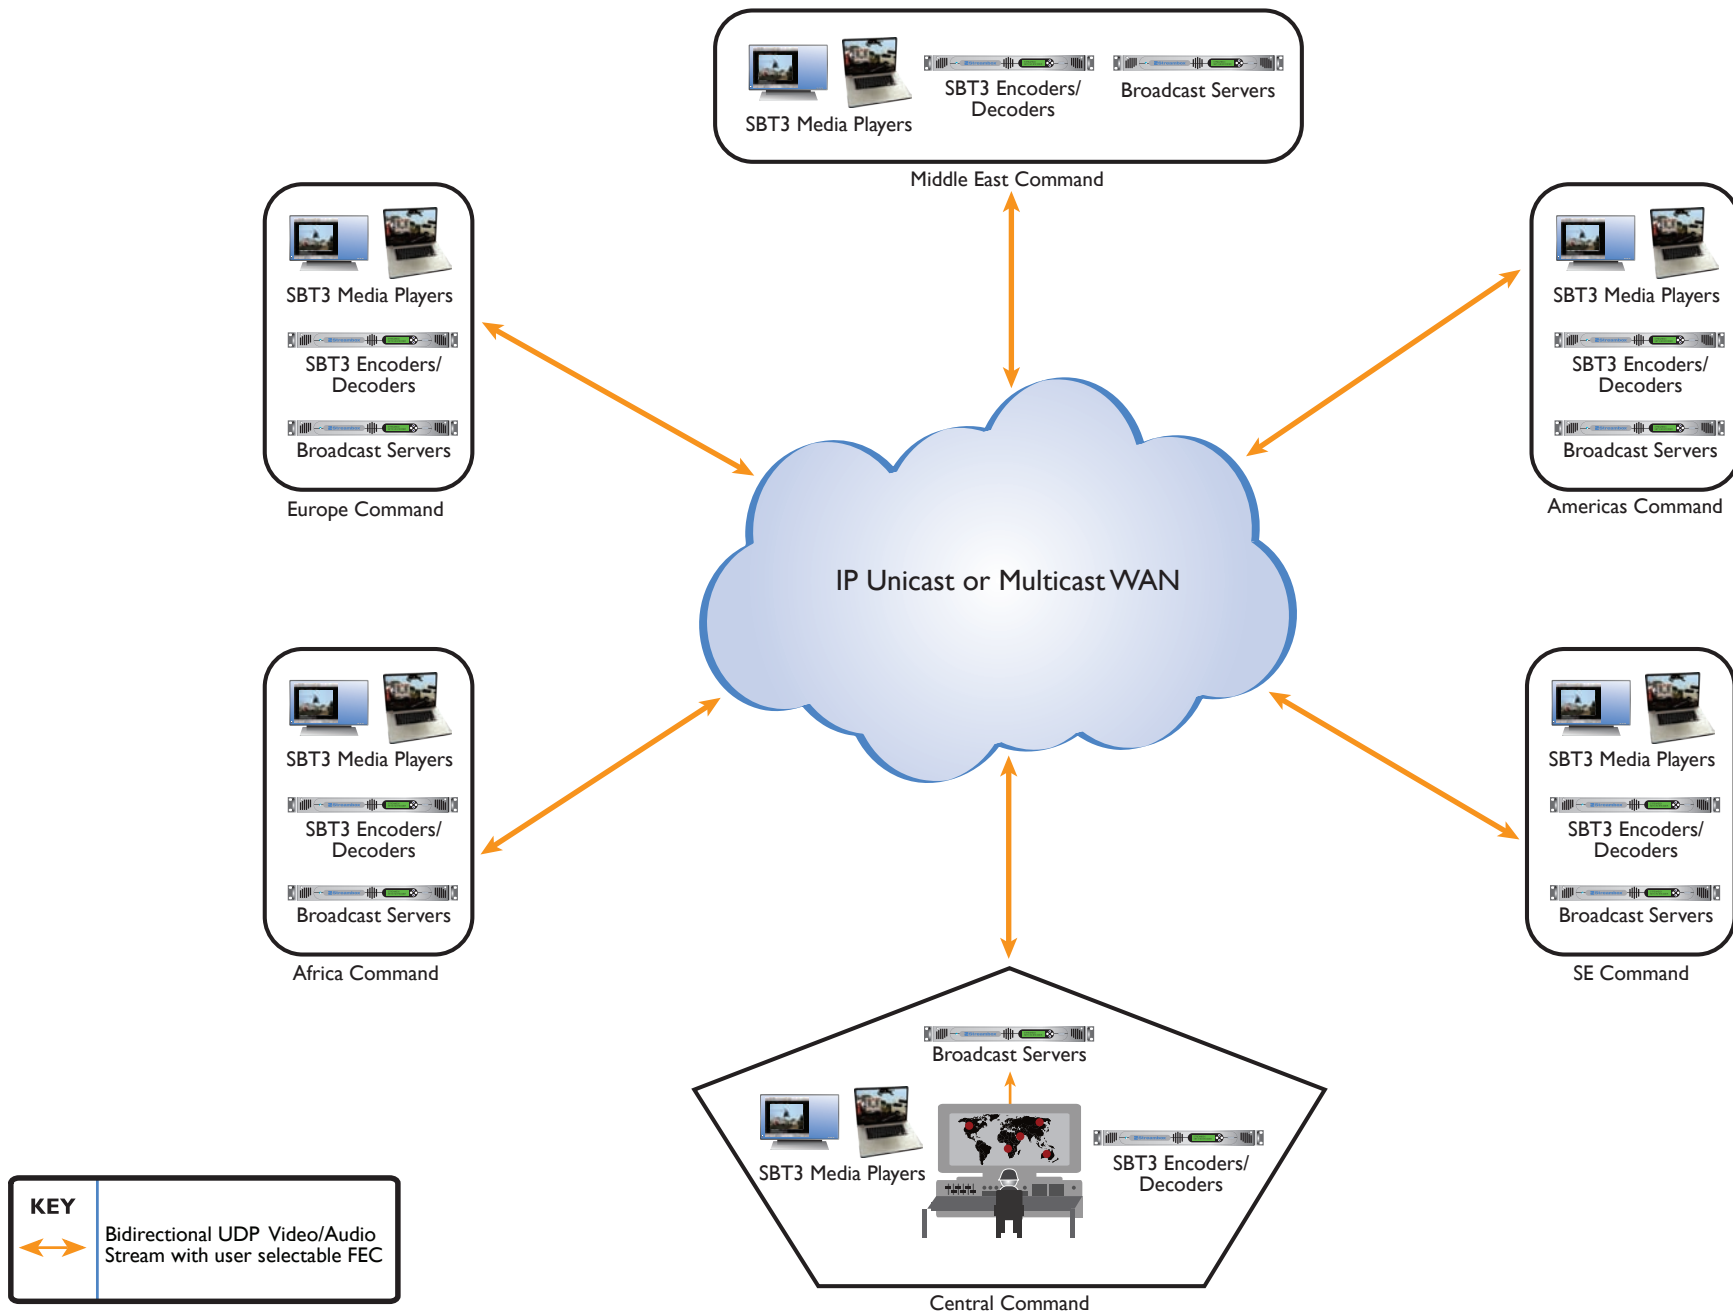 SBT3 Media Players
SBT3 Encoders/
Decoders
Broadcast Servers
Middle East Command
SBT3 Media Players
SBT3 Encoders/
Decoders
Broadcast Servers
Europe Command
SBT3 Media Players
SBT3 Encoders/
Decoders
Broadcast Servers
Americas Command
IP Unicast or Multicast WAN
SBT3 Media Players
SBT3 Encoders/
Decoders
Broadcast Servers
Africa Command
SBT3 Media Players
SBT3 Encoders/
Decoders
Broadcast Servers
SE Command
Broadcast Servers
SBT3 Media Players
SBT3 Encoders/
Decoders
Central Command
KEY
Bidirectional UDP Video/Audio
Stream with user selectable FEC